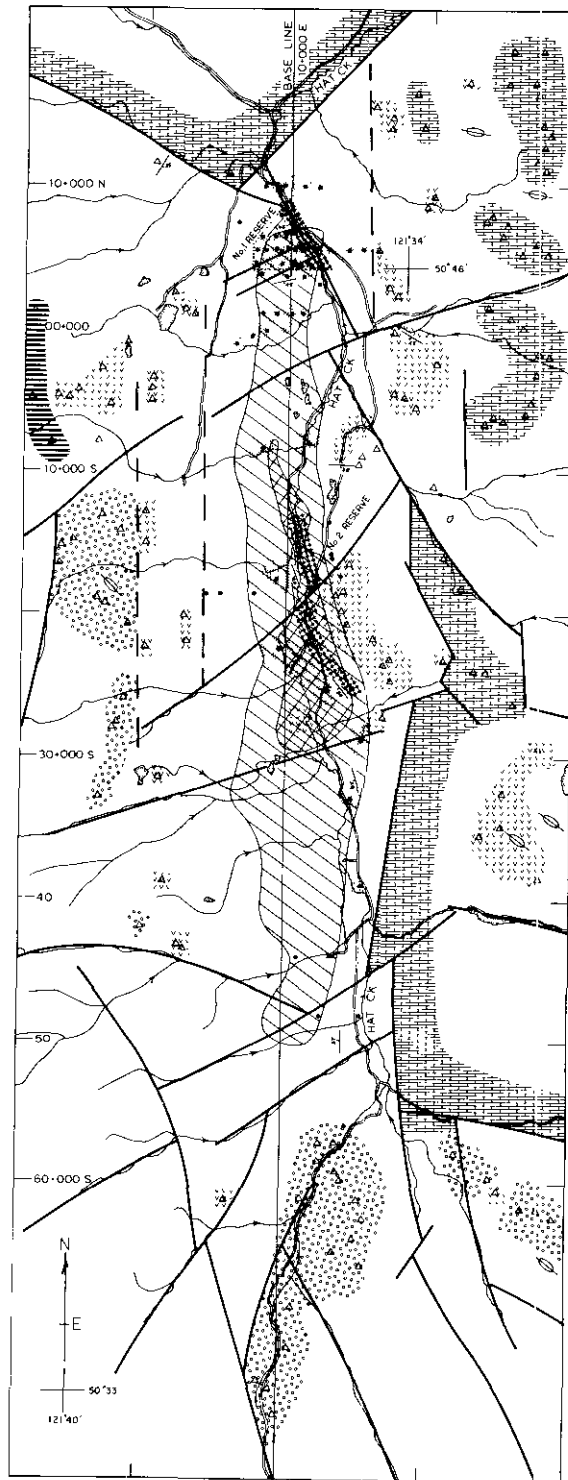 BASE LINE
10+000 E
HAT CK
10+000 N
No.1 RESERVE
121°34'
50°46'
00+000
HAT CK
10+000 S
No 2 RESERVE
30+000 S
40
HAT CK
50
60+000 S
N
E
50°33
121°40'